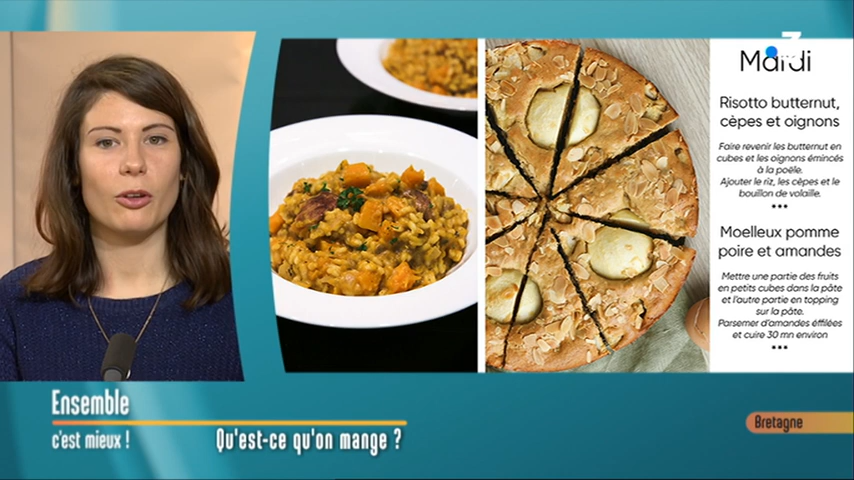 3
Mardi
Risotto butternut,
cèpes et oignons
Faire revenir les butternut en
cubes et les oignons émincés
à la poële.
Ajouter le riz, les cèpes et le
bouillon de volaille.
Moelleux pomme
poire et amandes
Mettre une partie des fruits
en petits cubes dans la pâte
et l'autre partie en topping
sur la pâte.
Parsemer d'amandes éffilées
et cuire 30 mn environ
Ensemble
c'est mieux !
Qu'est-ce qu'on mange ?
Bretagne